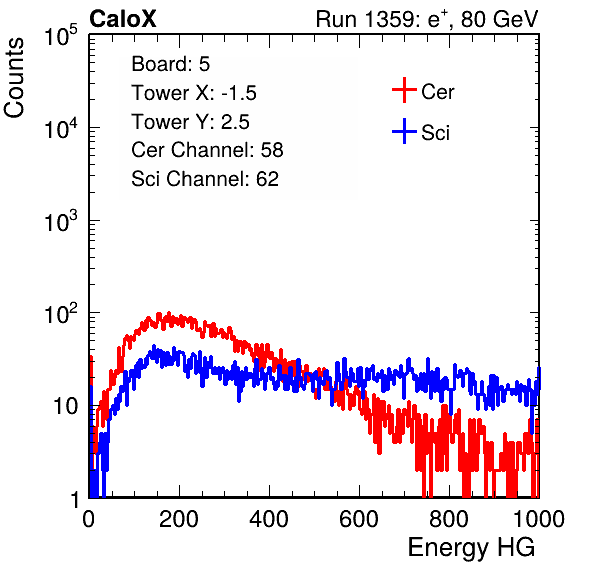 CaloX Run 1359: e⁺, 80 GeV
Counts
10⁵
10⁴
10³
10²
10
1
Board: 5
Tower X: -1.5
Tower Y: 2.5
Cer Channel: 58
Sci Channel: 62
Cer
Sci
0 200 400 600 800 1000
Energy HG